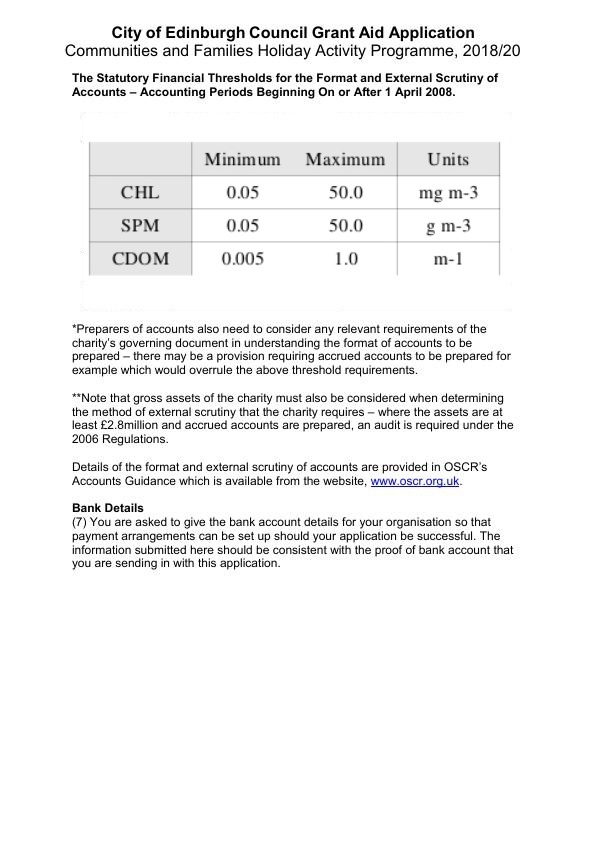 City of Edinburgh Council Grant Aid Application
Communities and Families Holiday Activity Programme, 2018/20
The Statutory Financial Thresholds for the Format and External Scrutiny of
Accounts – Accounting Periods Beginning On or After 1 April 2008.
Minimum Maximum Units
CHL 0.05 50.0 mg m-3
SPM 0.05 50.0 g m-3
CDOM 0.005 1.0 m-1
*Preparers of accounts also need to consider any relevant requirements of the
charity’s governing document in understanding the format of accounts to be
prepared – there may be a provision requiring accrued accounts to be prepared for
example which would overrule the above threshold requirements.
**Note that gross assets of the charity must also be considered when determining
the method of external scrutiny that the charity requires – where the assets are at
least £2.8million and accrued accounts are prepared, an audit is required under the
2006 Regulations.
Details of the format and external scrutiny of accounts are provided in OSCR’s
Accounts Guidance which is available from the website, www.oscr.org.uk.
Bank Details
(7) You are asked to give the bank account details for your organisation so that
payment arrangements can be set up should your application be successful. The
information submitted here should be consistent with the proof of bank account that
you are sending in with this application.